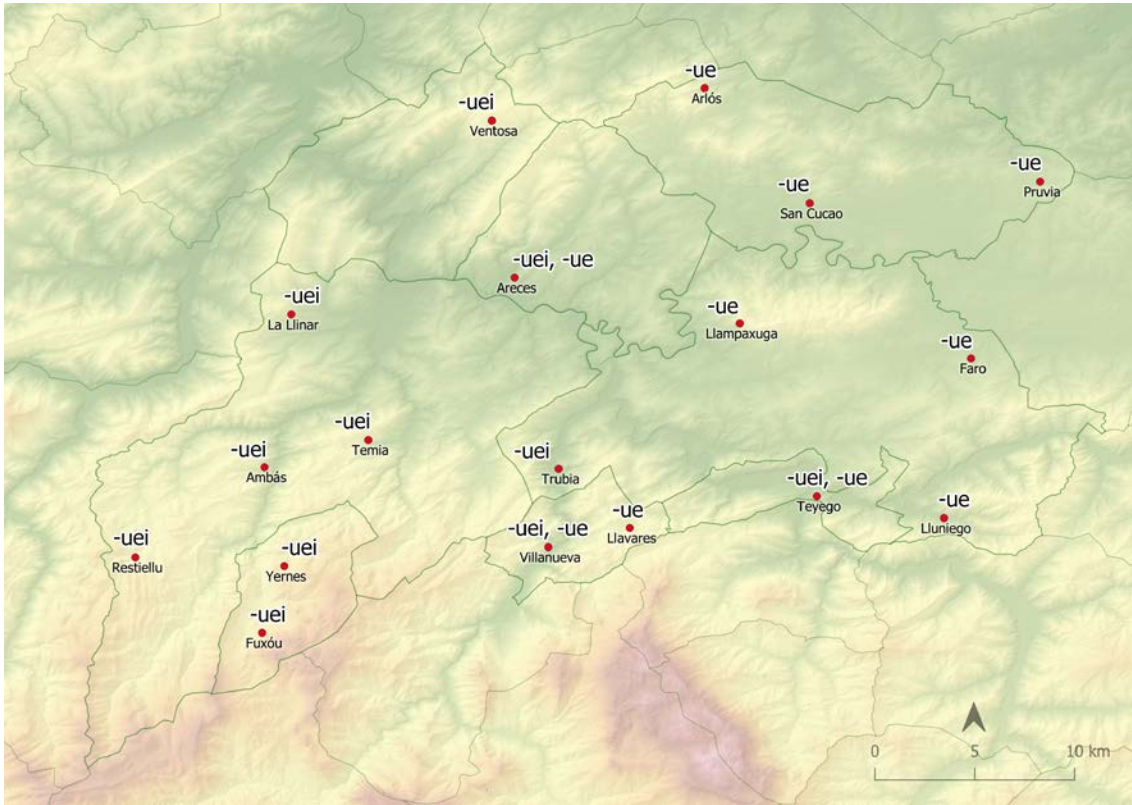 -ue
Arlós
-uei
Ventosa
-ue
Pruvia
-ue
San Cucao
-uei, -ue
Areces
-uei
La Llinar
-ue
Llampaxuga
-ue
Faro
-uei
Temia
-uei
Ambás
-uei
Trubia
-uei, -ue
Teyego
-ue
Lluniego
-ue
Llavares
-uei, -ue
Villanueva
-uei
Restiellu
-uei
Yernes
-uei
Fuxóu
0 5 10 km